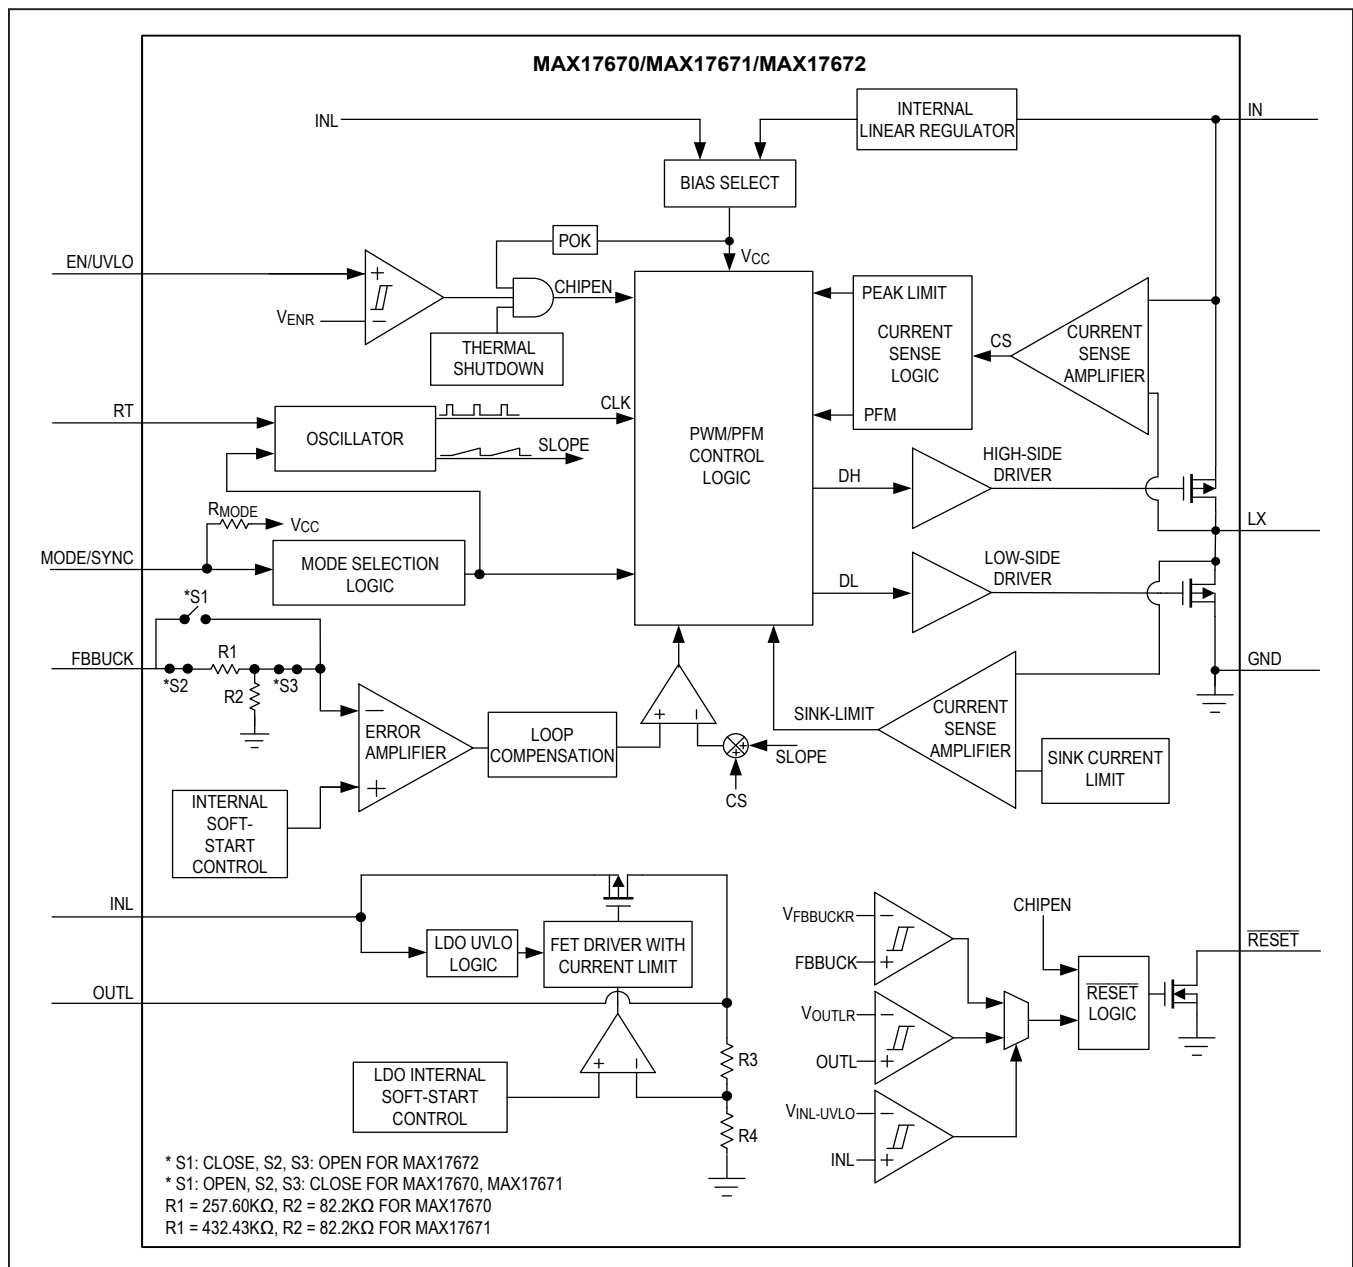 MAX17670/MAX17671/MAX17672
INL
INTERNAL
LINEAR REGULATOR
IN
BIAS SELECT
POK
VCC
EN/UVLO
+
−
VENR
CHIPEN
THERMAL
SHUTDOWN
PEAK LIMIT
CURRENT
SENSE
LOGIC
PFM
CS
CURRENT
SENSE
AMPLIFIER
RT
OSCILLATOR
CLK
SLOPE
PWM/PFM
CONTROL
LOGIC
DH
HIGH-SIDE
DRIVER
RMODE
VCC
LX
MODE/SYNC
MODE SELECTION
LOGIC
DL
LOW-SIDE
DRIVER
*S1
FBBUCK
*S2
R1
*S3
R2
GND
−
ERROR
AMPLIFIER
+
LOOP
COMPENSATION
+
−
+
+
SLOPE
CS
SINK-LIMIT
CURRENT
SENSE
AMPLIFIER
SINK CURRENT
LIMIT
INTERNAL
SOFT-
START
CONTROL
INL
LDO UVLO
LOGIC
FET DRIVER WITH
CURRENT LIMIT
OUTL
+
−
LDO INTERNAL
SOFT-START
CONTROL
R3
R4
VFBBUCKR
−
FBBUCK
+
VOUTLR
−
OUTL
+
VINL-UVLO
−
INL
+
CHIPEN
RESET
LOGIC
RESET
* S1: CLOSE, S2, S3: OPEN FOR MAX17672
* S1: OPEN, S2, S3: CLOSE FOR MAX17670, MAX17671
R1 = 257.60KΩ, R2 = 82.2KΩ FOR MAX17670
R1 = 432.43KΩ, R2 = 82.2KΩ FOR MAX17671